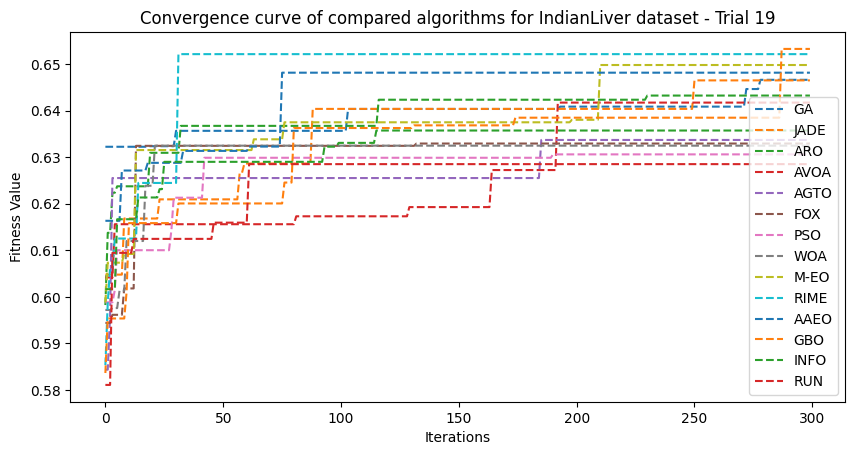 Convergence curve of compared algorithms for IndianLiver dataset - Trial 19
Fitness Value
0.65
0.64
0.63
0.62
0.61
0.60
0.59
0.58
0
50
100
150
200
250
300
Iterations
GA
JADE
ARO
AVOA
AGTO
FOX
PSO
WOA
M-EO
RIME
AAEO
GBO
INFO
RUN